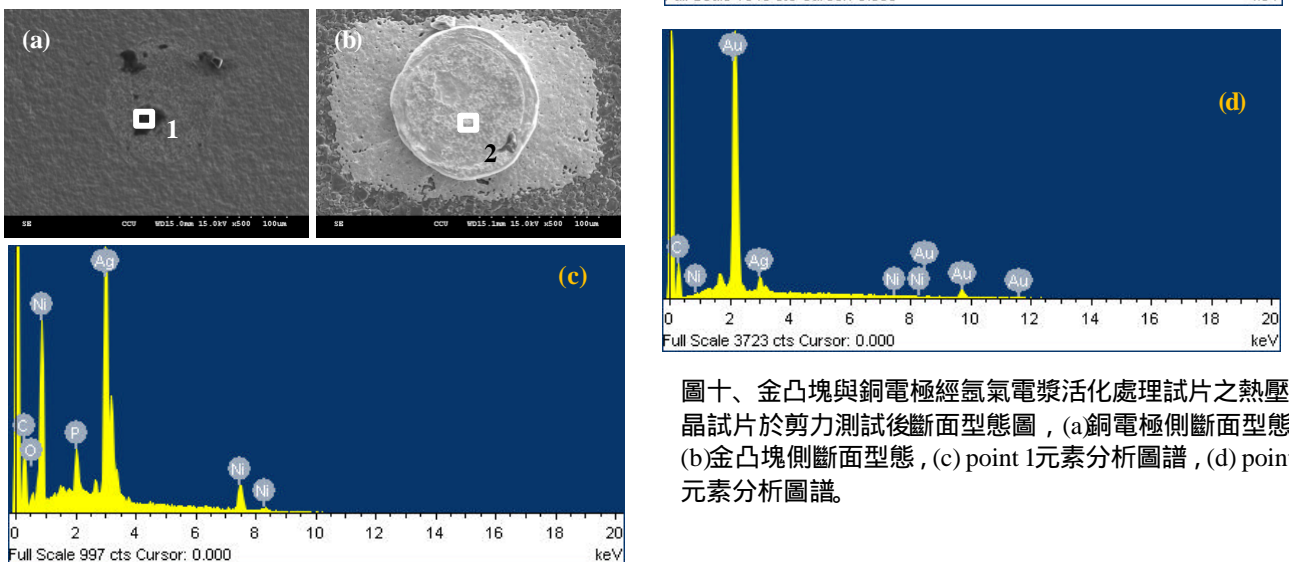 (a)
1
SE CCU WD15.0mm 15.0kV x500 100um
(b)
2
SE CCU WD15.1mm 15.0kV x500 100um
(c)
Ag
Ni
C
O
P
Ni
Ni
0 2 4 6 8 10 12 14 16 18 20
Full Scale 997 cts Cursor: 0.000 keV
(d)
Au
C
Ni
Ag
Ni
Ni
Au
Au
Au
0 2 4 6 8 10 12 14 16 18 20
Full Scale 3723 cts Cursor: 0.000 keV
圖十、金凸塊與銅電極經氬氣電漿活化處理試片之熱壓
晶試片於剪力測試後斷面型態圖，(a)銅電極側斷面型態
(b)金凸塊側斷面型態，(c) point 1元素分析圖譜，(d) point
元素分析圖譜。